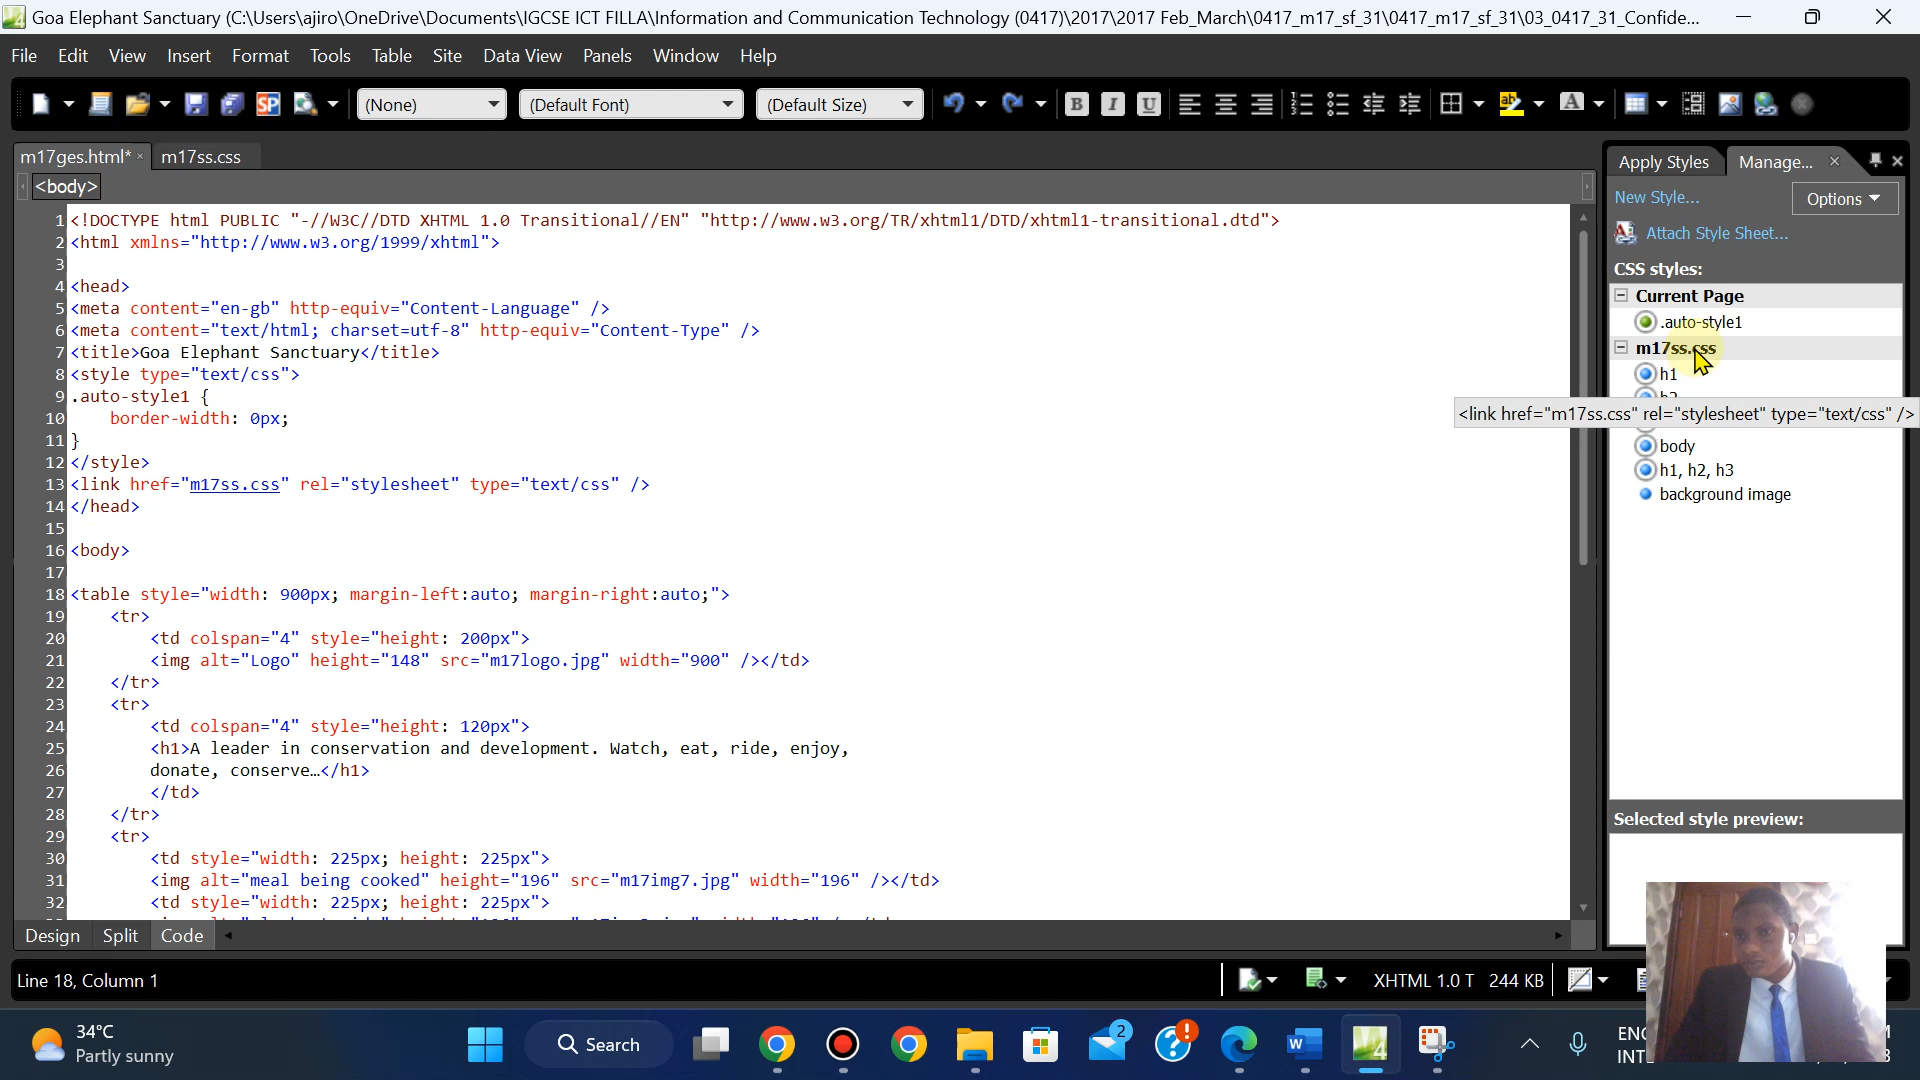 Goa Elephant Sanctuary (C:\Users\ajiro\OneDrive\Documents\IGCSE ICT FILLA\Information and Communication Technology (0417)\2017\2017 Feb_March\0417_m17_sf_31\0417_m17_sf_31\03_0417_31_Confide...
File Edit View Insert Format Tools Table Site Data View Panels Window Help
(None) (Default Font) (Default Size)
m17ges.html* m17ss.css
<body>
1 <!DOCTYPE html PUBLIC "-//W3C//DTD XHTML 1.0 Transitional//EN" "http://www.w3.org/TR/xhtml1/DTD/xhtml1-transitional.dtd">
2 <html xmlns="http://www.w3.org/1999/xhtml">
3
4 <head>
5 <meta content="en-gb" http-equiv="Content-Language" />
6 <meta content="text/html; charset=utf-8" http-equiv="Content-Type" />
7 <title>Goa Elephant Sanctuary</title>
8 <style type="text/css">
9 .auto-style1 {
10 border-width: 0px;
11 }
12 </style>
13 <link href="m17ss.css" rel="stylesheet" type="text/css" />
14 </head>
15
16 <body>
17
18 <table style="width: 900px; margin-left:auto; margin-right:auto;">
19 <tr>
20 <td colspan="4" style="height: 200px">
21 <img alt="Logo" height="148" src="m17logo.jpg" width="900" /></td>
22 </tr>
23 <tr>
24 <td colspan="4" style="height: 120px">
25 <h1>A leader in conservation and development. Watch, eat, ride, enjoy,
26 donate, conserve…</h1>
27 </td>
28 </tr>
29 <tr>
30 <td style="width: 225px; height: 225px">
31 <img alt="meal being cooked" height="196" src="m17img7.jpg" width="196" /></td>
32 <td style="width: 225px; height: 225px">
Apply Styles Manage...
New Style... Options
Attach Style Sheet...
CSS styles:
Current Page
.auto-style1
m17ss.css
h1
<link href="m17ss.css" rel="stylesheet" type="text/css" />
body
h1, h2, h3
background image
Selected style preview:
Design Split Code
Line 18, Column 1 XHTML 1.0 T 244 KB
34°C
Partly sunny
Search
2
4
ENG
INTE